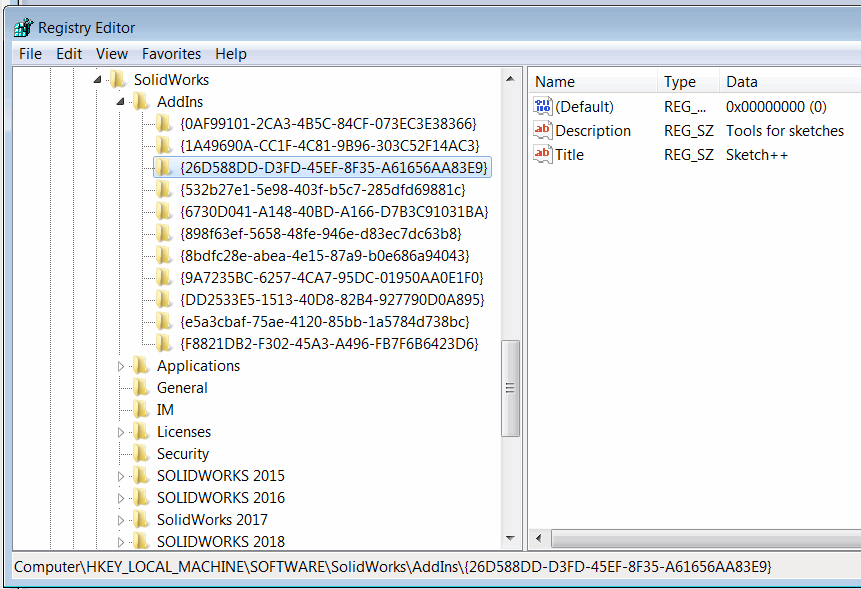 Registry Editor
File Edit View Favorites Help
SolidWorks
AddIns
{0AF99101-2CA3-4B5C-84CF-073EC3E38366}
{1A49690A-CC1F-4C81-9B96-303C52F14AC3}
{26D588DD-D3FD-45EF-8F35-A61656AA83E9}
{532b27e1-5e98-403f-b5c7-285dfd69881c}
{6730D041-A148-40BD-A166-D7B3C91031BA}
{898f63ef-5658-48fe-946e-d83ec7dc63b8}
{8bdfc28e-abea-4e15-87a9-b0e686a94043}
{9A7235BC-6257-4CA7-95DC-01950AA0E1F0}
{DD2533E5-1513-40D8-82B4-927790D0A895}
{e5a3cbaf-75ae-4120-85bb-1a5784d738bc}
{F8821DB2-F302-45A3-A496-FB7F6B6423D6}
Applications
General
IM
Licenses
Security
SOLIDWORKS 2015
SOLIDWORKS 2016
SolidWorks 2017
SOLIDWORKS 2018
Name Type Data
(Default) REG_... 0x00000000 (0)
Description REG_SZ Tools for sketches
Title REG_SZ Sketch++
Computer\HKEY_LOCAL_MACHINE\SOFTWARE\SolidWorks\AddIns\{26D588DD-D3FD-45EF-8F35-A61656AA83E9}